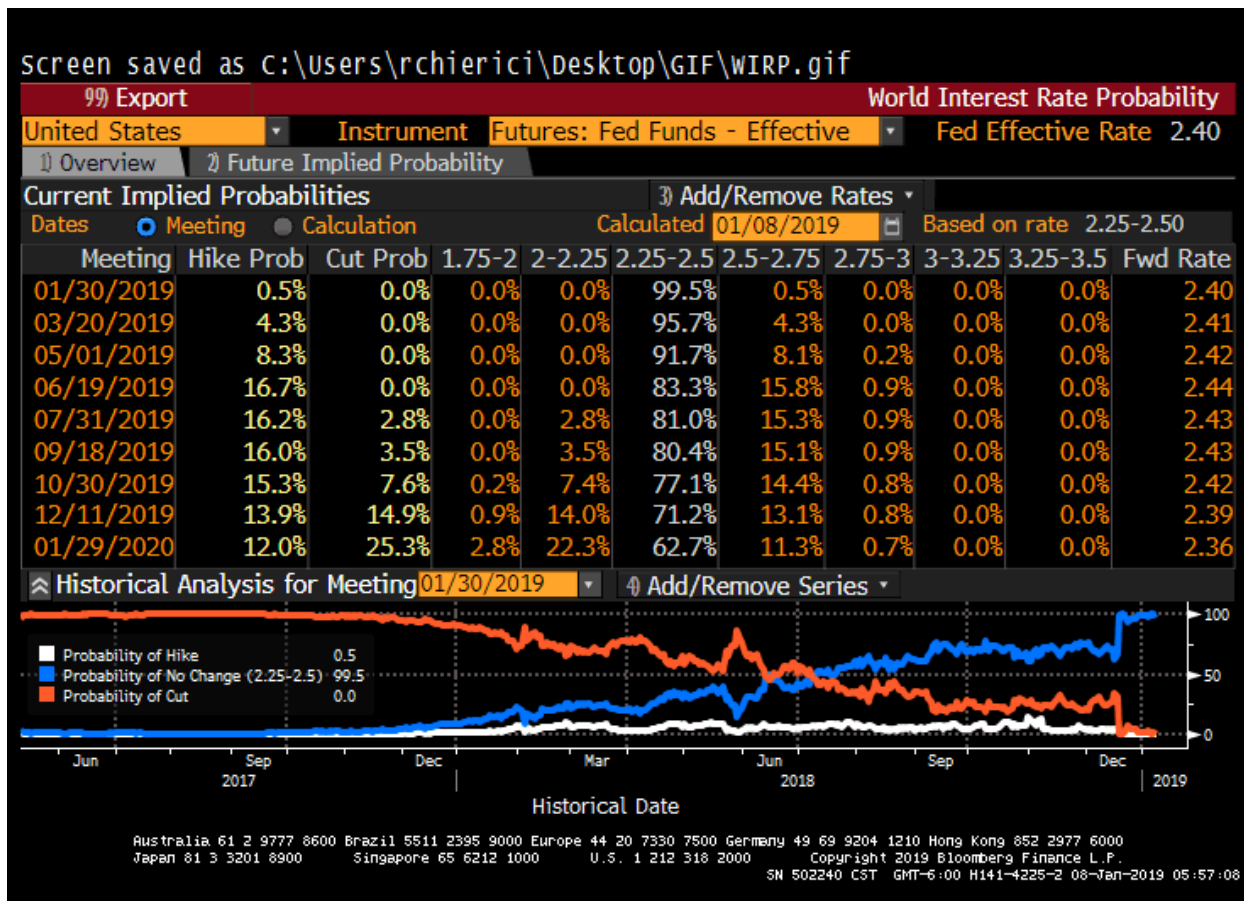 Screen saved as C:\Users\rchierici\Desktop\GIF\WIRP.gif
99) Export World Interest Rate Probability
United States Instrument Futures: Fed Funds - Effective Fed Effective Rate 2.40
1) Overview 2) Future Implied Probability
Current Implied Probabilities 3) Add/Remove Rates
Dates Meeting Calculation Calculated 01/08/2019 Based on rate 2.25-2.50
Meeting Hike Prob Cut Prob 1.75-2 2-2.25 2.25-2.5 2.5-2.75 2.75-3 3-3.25 3.25-3.5 Fwd Rate
01/30/2019 0.5% 0.0% 0.0% 0.0% 99.5% 0.5% 0.0% 0.0% 0.0% 2.40
03/20/2019 4.3% 0.0% 0.0% 0.0% 95.7% 4.3% 0.0% 0.0% 0.0% 2.41
05/01/2019 8.3% 0.0% 0.0% 0.0% 91.7% 8.1% 0.2% 0.0% 0.0% 2.42
06/19/2019 16.7% 0.0% 0.0% 0.0% 83.3% 15.8% 0.9% 0.0% 0.0% 2.44
07/31/2019 16.2% 2.8% 0.0% 2.8% 81.0% 15.3% 0.9% 0.0% 0.0% 2.43
09/18/2019 16.0% 3.5% 0.0% 3.5% 80.4% 15.1% 0.9% 0.0% 0.0% 2.43
10/30/2019 15.3% 7.6% 0.2% 7.4% 77.1% 14.4% 0.8% 0.0% 0.0% 2.42
12/11/2019 13.9% 14.9% 0.9% 14.0% 71.2% 13.1% 0.8% 0.0% 0.0% 2.39
01/29/2020 12.0% 25.3% 2.8% 22.3% 62.7% 11.3% 0.7% 0.0% 0.0% 2.36
Historical Analysis for Meeting 01/30/2019 4) Add/Remove Series
100
Probability of Hike 0.5
Probability of No Change (2.25-2.5) 99.5
50
Probability of Cut 0.0
0
Jun Sep Dec Mar Jun Sep Dec
2017 2018 2019
Historical Date
Australia 61 2 9777 8600 Brazil 5511 2395 9000 Europe 44 20 7330 7500 Germany 49 69 9204 1210 Hong Kong 852 2977 6000
Japan 81 3 3201 8900 Singapore 65 6212 1000 U.S. 1 212 318 2000 Copyright 2019 Bloomberg Finance L.P.
SN 502240 CST GMT-6:00 H141-4225-2 08-Jan-2019 05:57:08